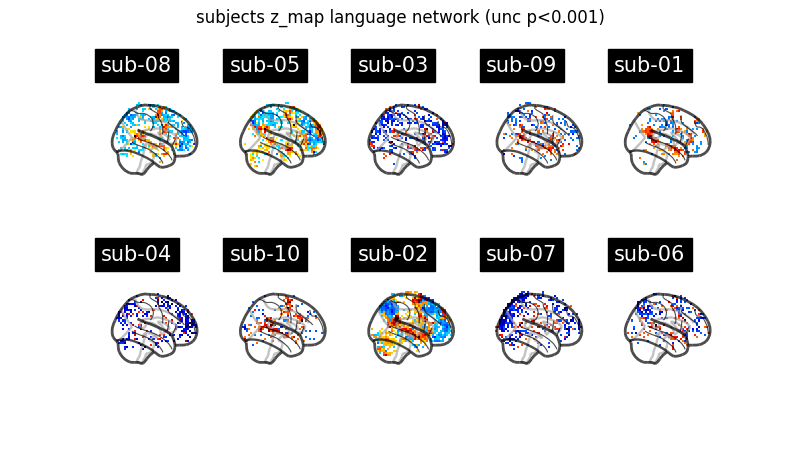 subjects z_map language network (unc p<0.001)
sub-08 sub-05 sub-03 sub-09 sub-01
sub-04 sub-10 sub-02 sub-07 sub-06